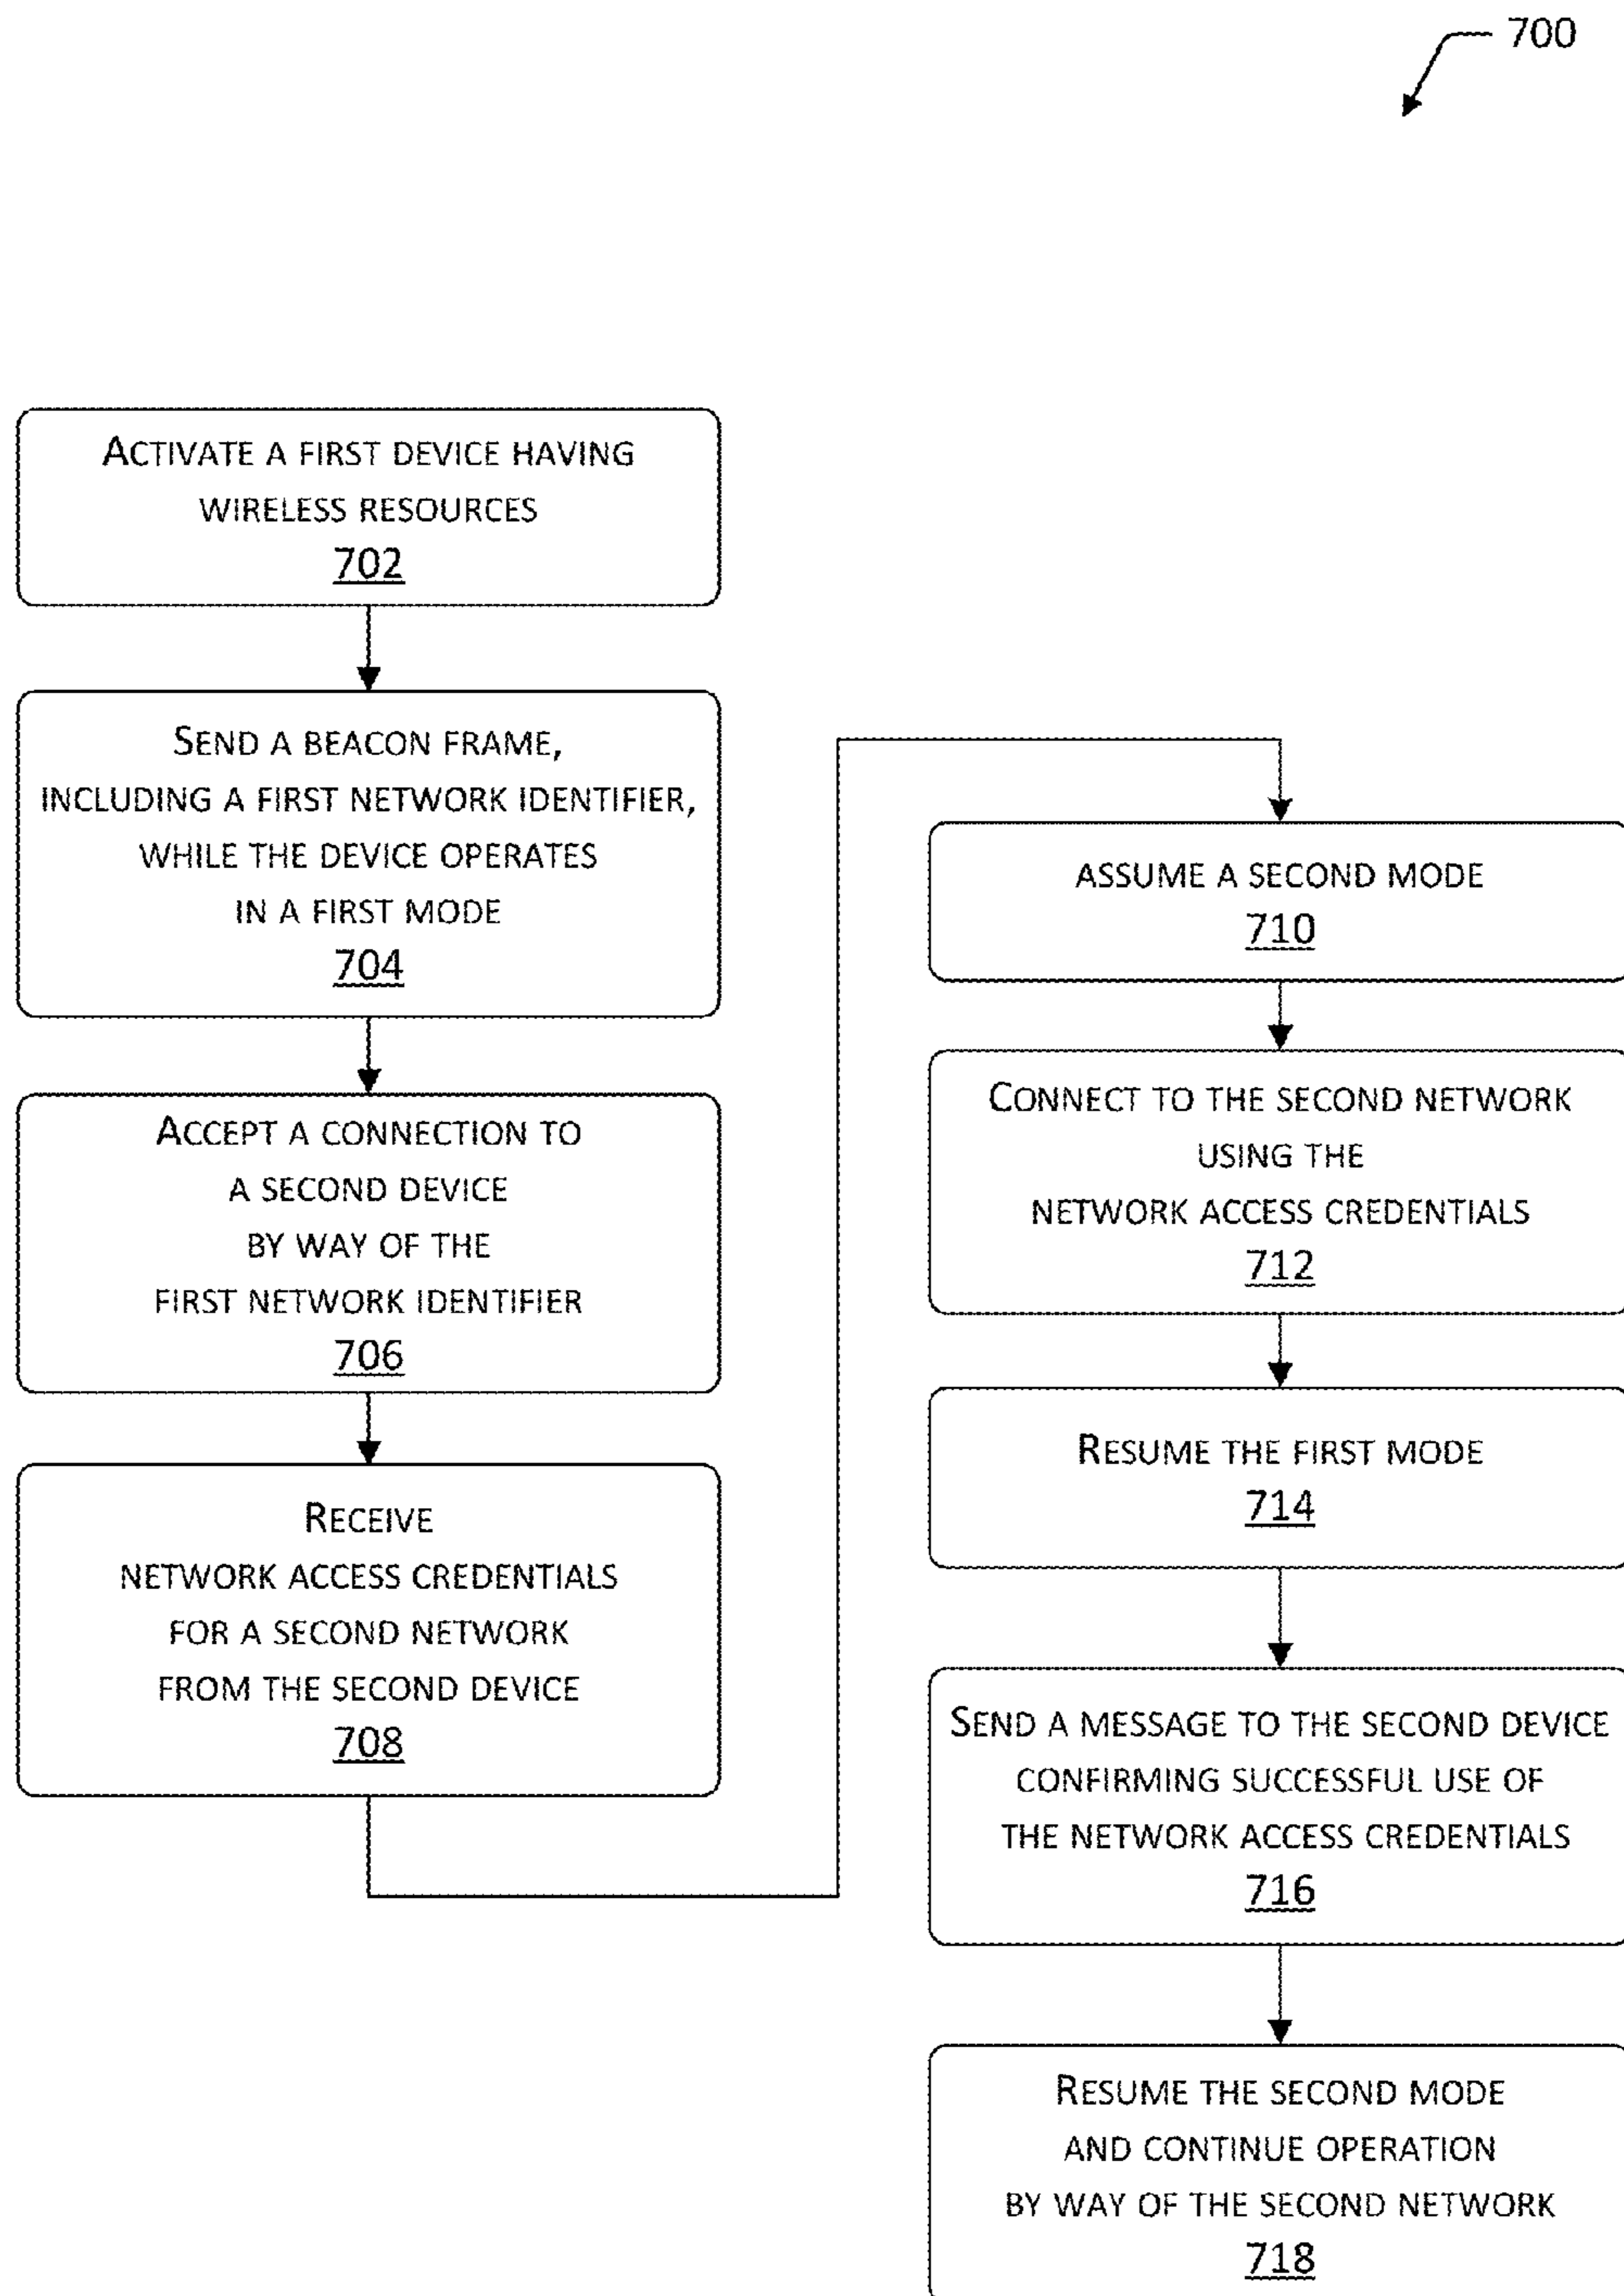 700
ACTIVATE A FIRST DEVICE HAVING
WIRELESS RESOURCES
702
SEND A BEACON FRAME,
INCLUDING A FIRST NETWORK IDENTIFIER,
WHILE THE DEVICE OPERATES
IN A FIRST MODE
704
ACCEPT A CONNECTION TO
A SECOND DEVICE
BY WAY OF THE
FIRST NETWORK IDENTIFIER
706
RECEIVE
NETWORK ACCESS CREDENTIALS
FOR A SECOND NETWORK
FROM THE SECOND DEVICE
708
ASSUME A SECOND MODE
710
CONNECT TO THE SECOND NETWORK
USING THE
NETWORK ACCESS CREDENTIALS
712
RESUME THE FIRST MODE
714
SEND A MESSAGE TO THE SECOND DEVICE
CONFIRMING SUCCESSFUL USE OF
THE NETWORK ACCESS CREDENTIALS
716
RESUME THE SECOND MODE
AND CONTINUE OPERATION
BY WAY OF THE SECOND NETWORK
718